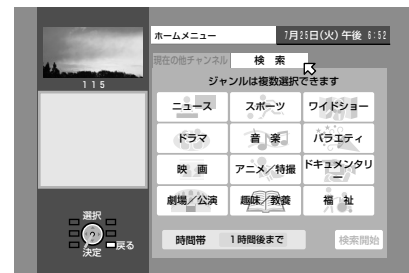 ホームメニュー
7月25日(火) 午後 6:52
現在の他チャンネル
検 索
115
ジャンルは複数選択できます
ニュース スポーツ ワイドショー
ドラマ 音 楽 バラエティ
映 画 アニメ/特撮 ドキュメンタリー
劇場/公演 趣味/教養 福 祉
選択
戻る
決定
時間帯 1時間後まで
検索開始